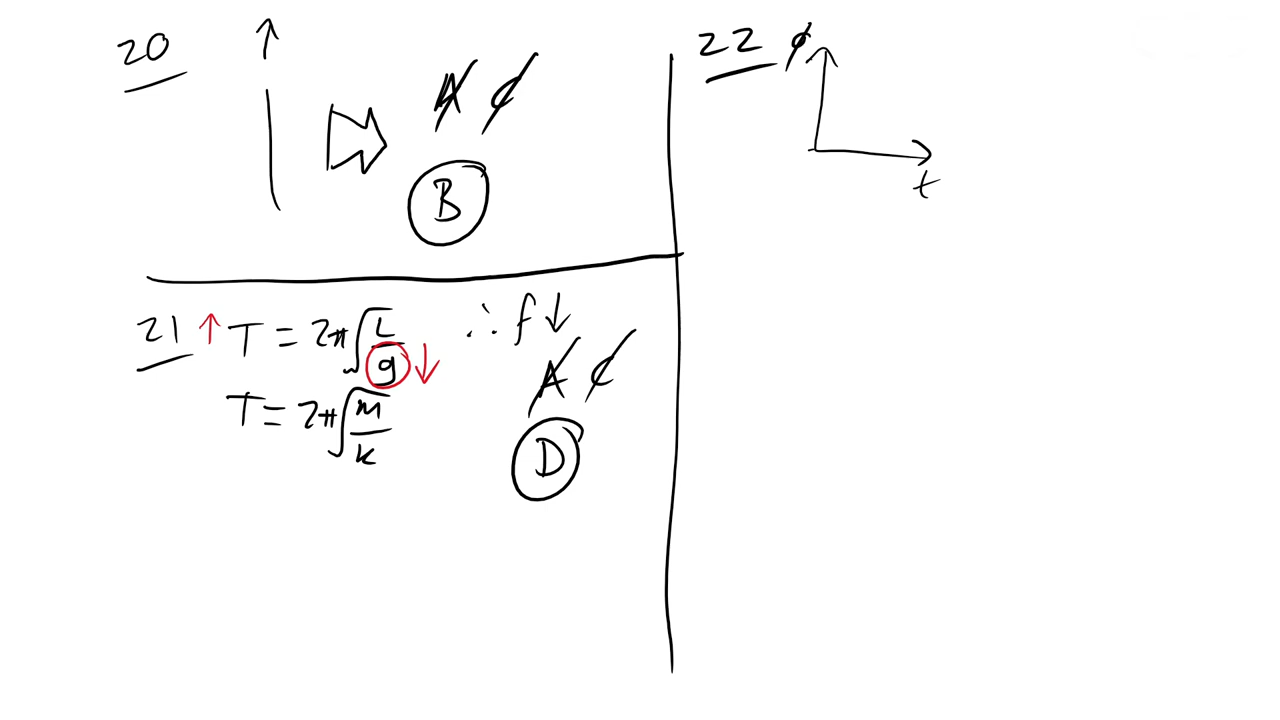 20
A C
B
21 ↑ T = 2π√(L/g) ↓ ∴ f ↓
T = 2π√(m/k)
A C
D
22 ϕ
t